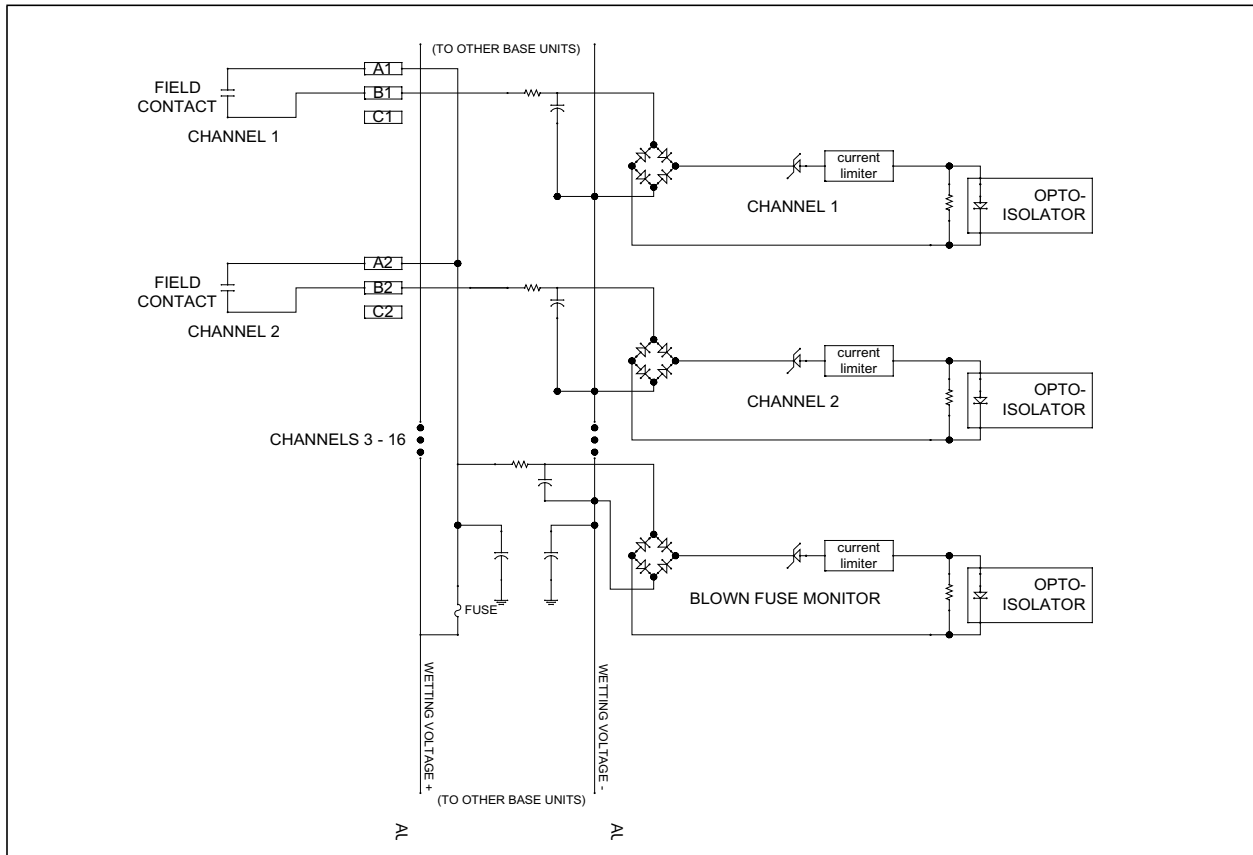 (TO OTHER BASE UNITS)
A1
FIELD
CONTACT
B1
C1
CHANNEL 1
current
limiter
CHANNEL 1
OPTO-
ISOLATOR
A2
FIELD
CONTACT
B2
C2
CHANNEL 2
current
limiter
CHANNEL 2
OPTO-
ISOLATOR
CHANNELS 3 - 16
current
limiter
BLOWN FUSE MONITOR
OPTO-
ISOLATOR
FUSE
WETTING VOLTAGE +
WETTING VOLTAGE -
(TO OTHER BASE UNITS)
AL
AL